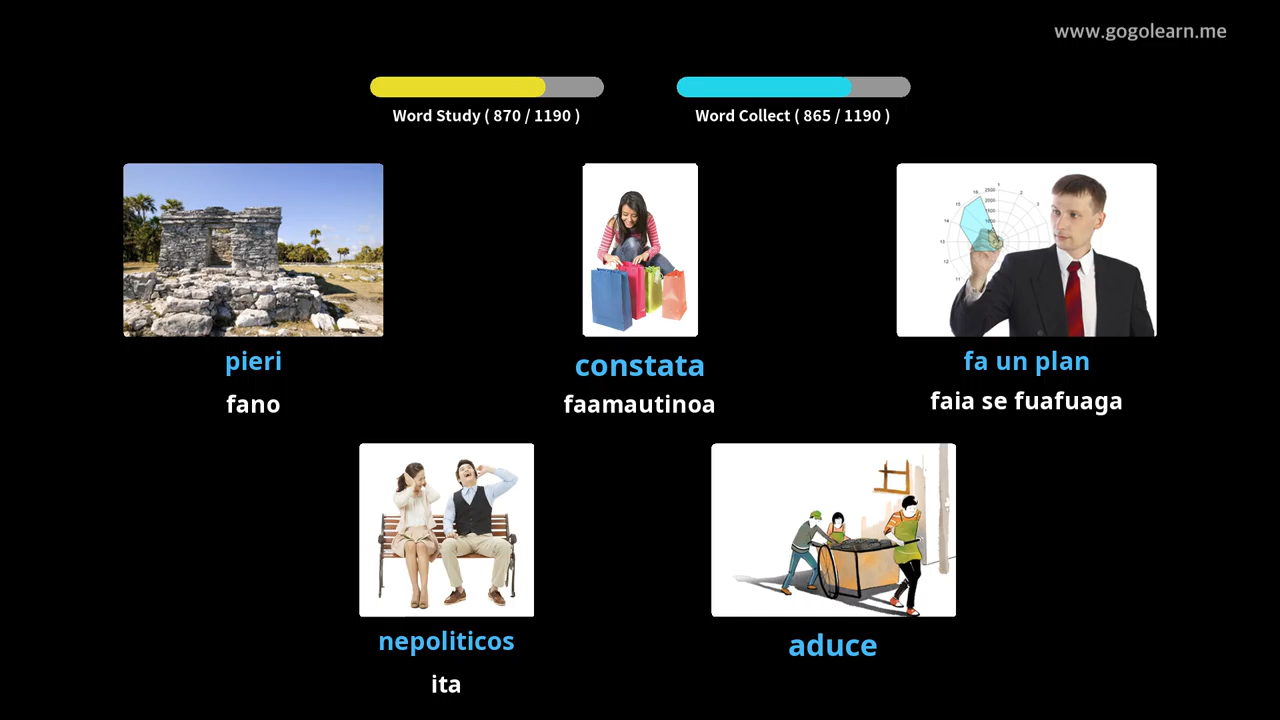 www.gogolearn.me
Word Study ( 870 / 1190 )
Word Collect ( 865 / 1190 )
pieri
fano
constata
faamautinoa
fa un plan
faia se fuafuaga
nepoliticos
ita
aduce